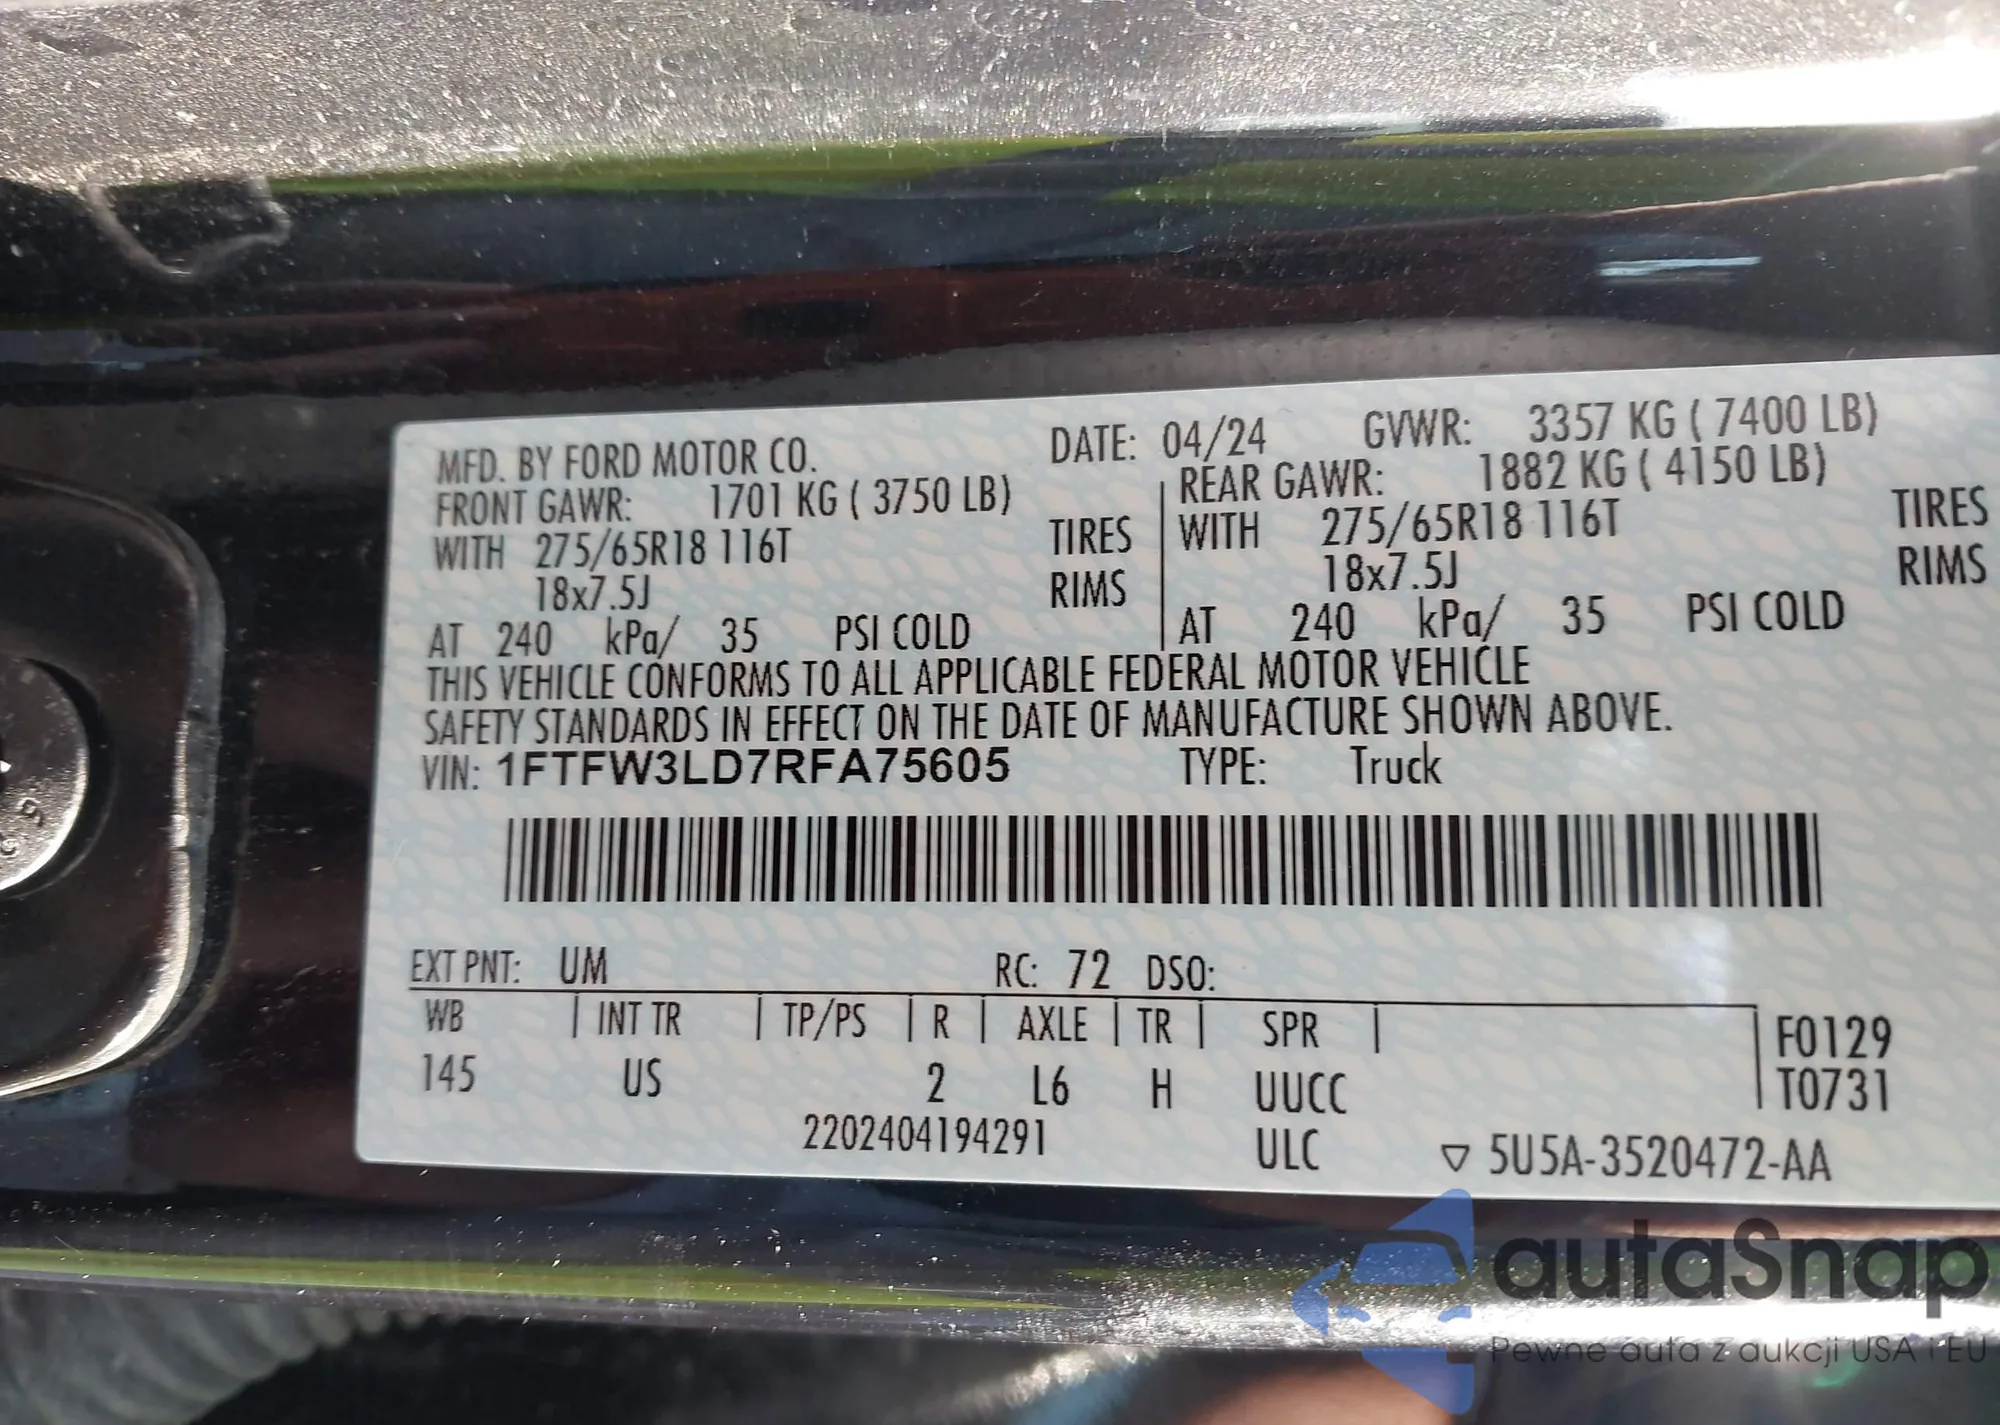 MFD. BY FORD MOTOR CO. DATE: 04/24 GVWR: 3357 KG ( 7400 LB)
FRONT GAWR: 1701 KG ( 3750 LB) REAR GAWR: 1882 KG ( 4150 LB)
WITH 275/65R18 116T TIRES WITH 275/65R18 116T TIRES
18x7.5J RIMS 18x7.5J RIMS
AT 240 kPa/ 35 PSI COLD AT 240 kPa/ 35 PSI COLD
THIS VEHICLE CONFORMS TO ALL APPLICABLE FEDERAL MOTOR VEHICLE
SAFETY STANDARDS IN EFFECT ON THE DATE OF MANUFACTURE SHOWN ABOVE.
VIN: 1FTFW3LD7RFA75605 TYPE: Truck
EXT PNT: UM RC: 72 DSO:
WB INT TR TP/PS R AXLE TR SPR F0129
145 US 2 L6 H UUCC T0731
2202404194291 ULC ▽ 5U5A-3520472-AA
autaSnap
Pewne auta z aukcji USA i EU